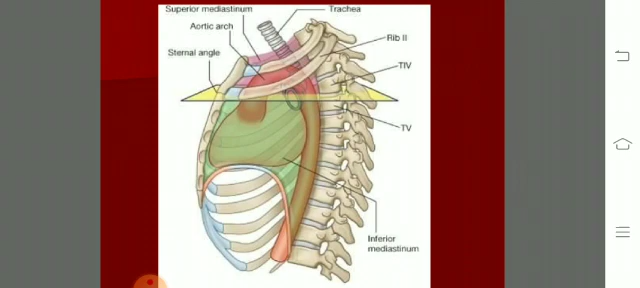 Superior mediastinum
Trachea
Aortic arch
Rib II
Sternal angle
TIV
TV
Inferior
mediastinum